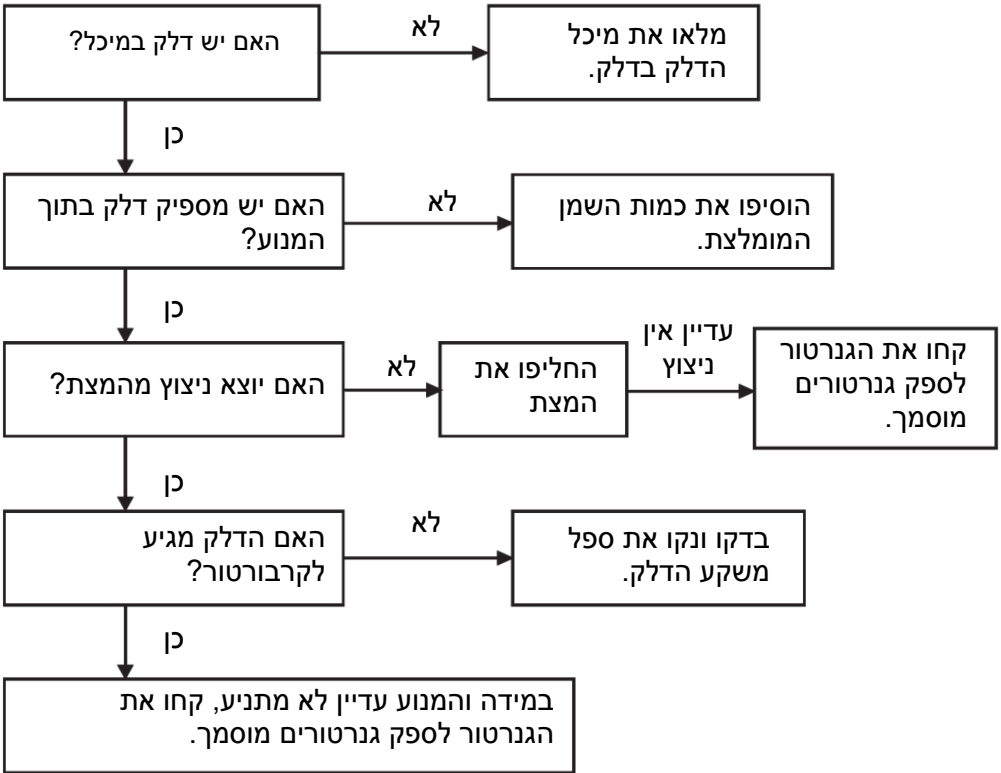 האם יש דלק במיכל?
לא
מלאו את מיכל
הדלק בדלק.
כן
האם יש מספיק דלק בתוך
המנוע?
לא
הוסיפו את כמות השמן
המומלצת.
כן
האם יוצא ניצוץ מהמצת?
לא
החליפו את
המצת
עדיין אין
ניצוץ
קחו את הגנרטור
לספק גנרטורים
מוסמך.
כן
האם הדלק מגיע
לקרבורטור?
לא
בדקו ונקו את ספל
משקע הדלק.
כן
במידה והמנוע עדיין לא מתניע, קחו את
הגנרטור לספק גנרטורים מוסמך.